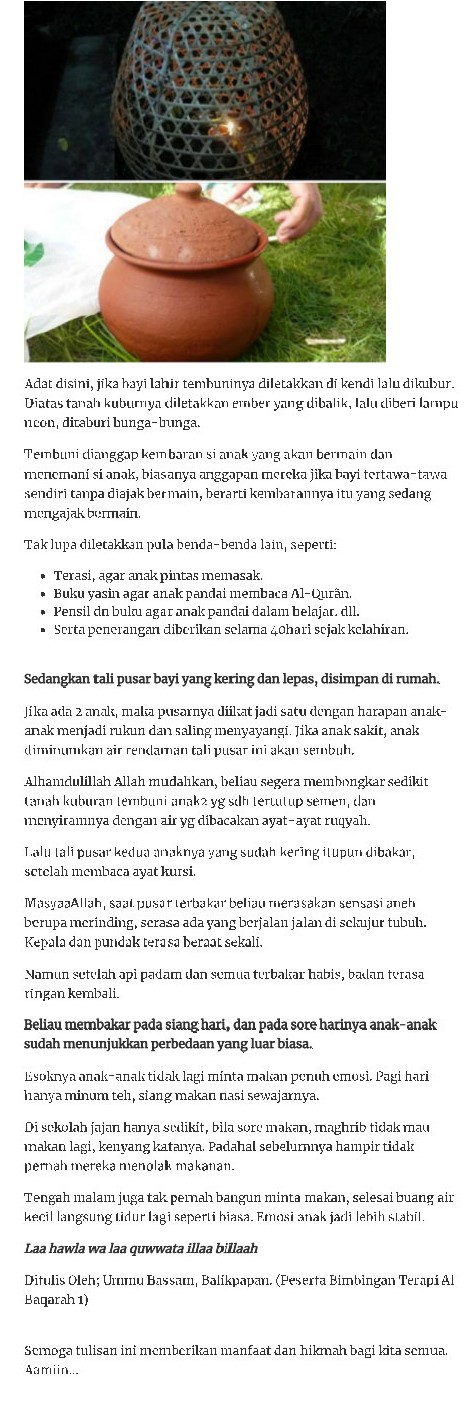 Adat disini, jika bayi lahir tembuninya diletakkan di kendi lalu dikubur.
Diatas tanah kuburnya diletakkan ember yang dibalik, lalu diberi lampu
neon, ditaburi bunga-bunga.
Tembuni dianggap kembaran si anak yang akan bermain dan
menemani si anak, biasanya anggapan mereka jika bayi tertawa-tawa
sendiri tanpa diajak bermain, berarti kembarannya itu yang sedang
mengajak bermain.
Tak lupa diletakkan pula benda-benda lain, seperti:
• Terasi, agar anak pintas memasak.
• Buku yasin agar anak pandai membaca Al-Qurãn.
• Pensil dn buku agar anak pandai dalam belajar. dll.
• Serta penerangan diberikan selama 40hari sejak kelahiran.
Sedangkan tali pusar bayi yang kering dan lepas, disimpan di rumah.
Jika ada 2 anak, maka pusarnya diikat jadi satu dengan harapan anak-
anak menjadi rukun dan saling menyayangi. Jika anak sakit, anak
diminumkan air rendaman tali pusar ini akan sembuh.
Alhamdulillah Allah mudahkan, beliau segera membongkar sedikit
tanah kuburan tembuni anak2 yg sdh tertutup semen, dan
menyiramnya dengan air yg dibacakan ayat-ayat ruqyah.
Lalu tali pusar kedua anaknya yang sudah kering itupun dibakar,
setelah membaca ayat kursi.
MasyaaAllah, saat pusar terbakar beliau merasakan sensasi aneh
berupa merinding, serasa ada yang berjalan jalan di sekujur tubuh.
Kepala dan pundak terasa beraat sekali.
Namun setelah api padam dan semua terbakar habis, badan terasa
ringan kembali.
Beliau membakar pada siang hari, dan pada sore harinya anak-anak
sudah menunjukkan perbedaan yang luar biasa.
Esoknya anak-anak tidak lagi minta makan penuh emosi. Pagi hari
hanya minum teh, siang makan nasi sewajarnya.
Di sekolah jajan hanya sedikit, bila sore makan, maghrib tidak mau
makan lagi, kenyang katanya. Padahal sebelumnya hampir tidak
pernah mereka menolak makanan.
Tengah malam juga tak pernah bangun minta makan, selesai buang air
kecil langsung tidur lagi seperti biasa. Emosi anak jadi lebih stabil.
Laa hawla wa laa quwwata illaa billaah
Ditulis Oleh; Ummu Bassam, Balikpapan. (Peserta Bimbingan Terapi Al
Baqarah 1)
Semoga tulisan ini memberikan manfaat dan hikmah bagi kita semua.
Aamiin...